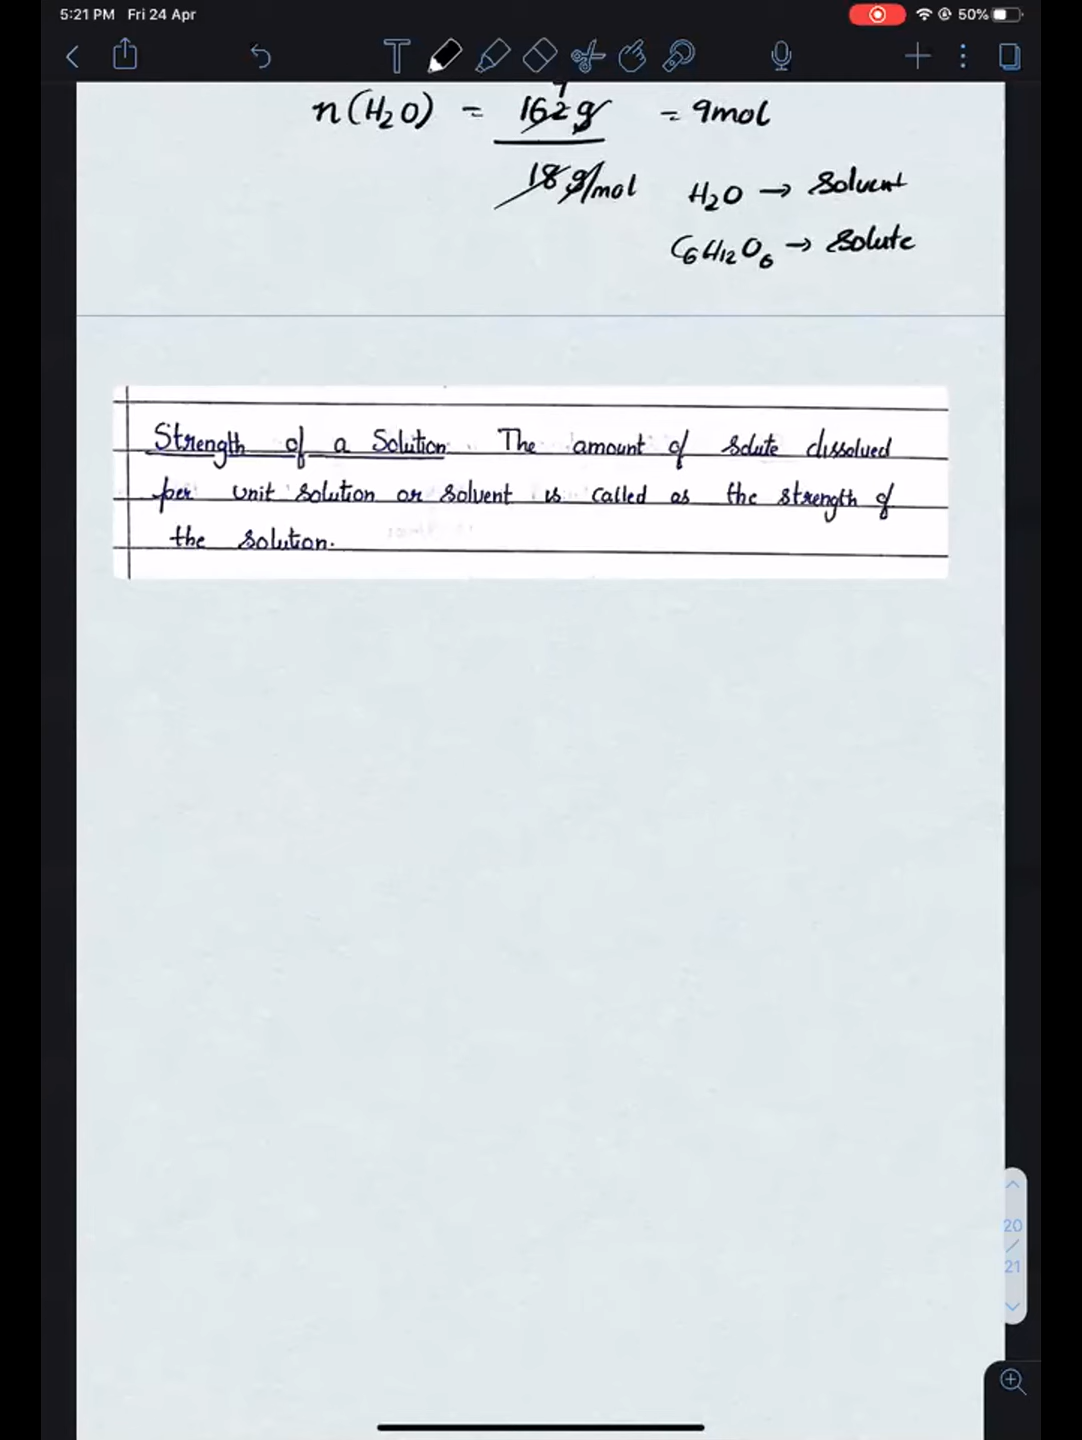 5:21 PM Fri 24 Apr
50%
n(H₂O) = 162g = 9mol
18 g/mol
H₂O → Solvent
C₆H₁₂O₆ → Solute
Strength of a Solution The amount of solute dissolved
per unit solution or solvent is called as the strength of
the solution.
20
/
21